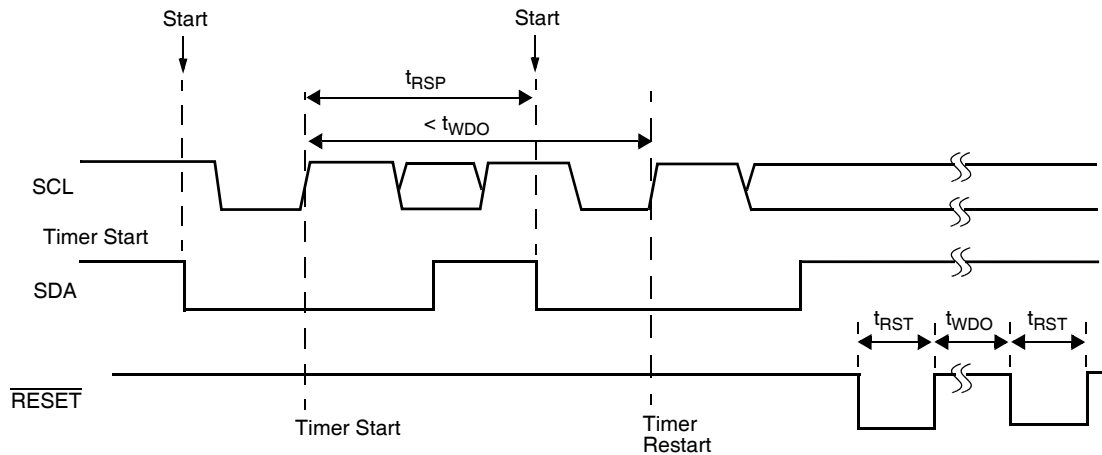 Start
Start
tRSP
< tWDO
SCL
Timer Start
SDA
tRST
tWDO
tRST
RESET
Timer Start
Timer
Restart